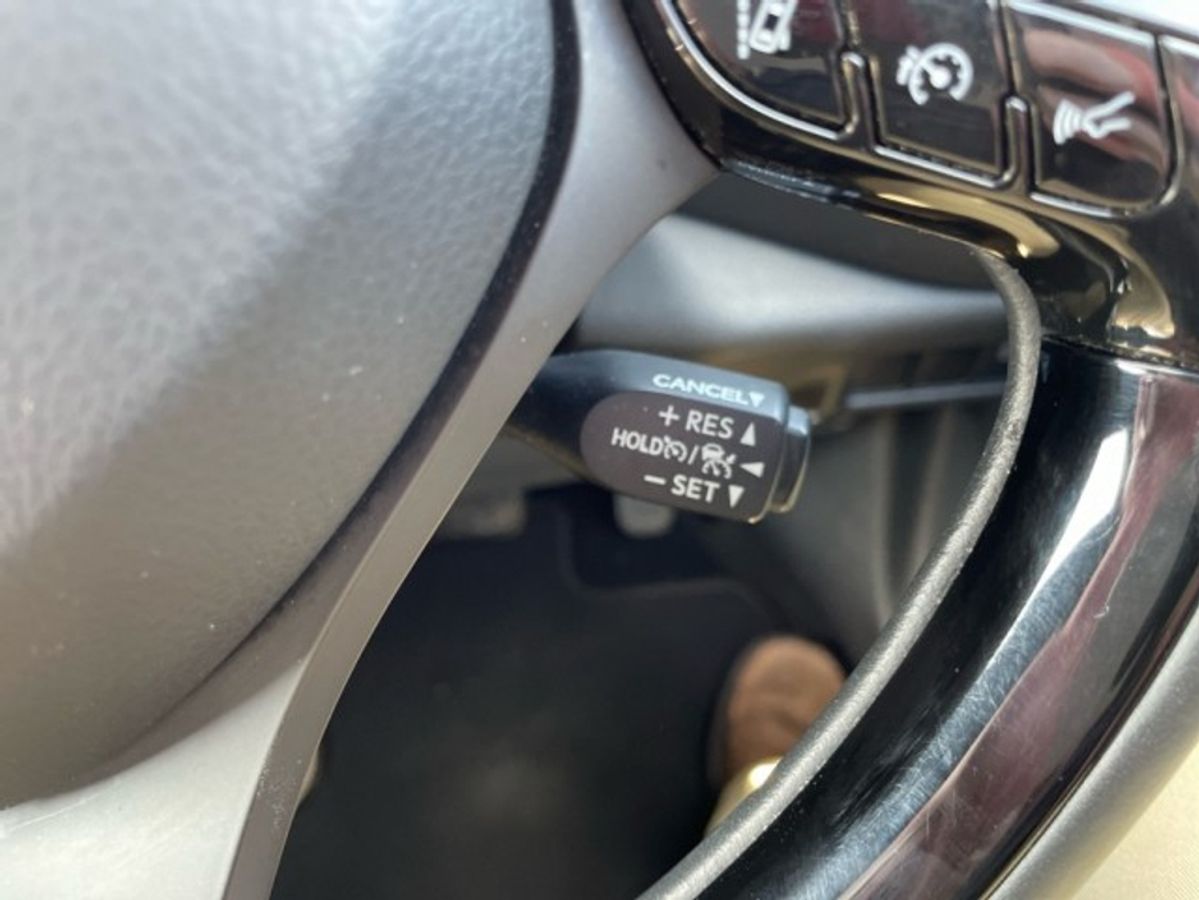 CANCEL▼
+ RES ▲
HOLD / ◄
− SET ▼